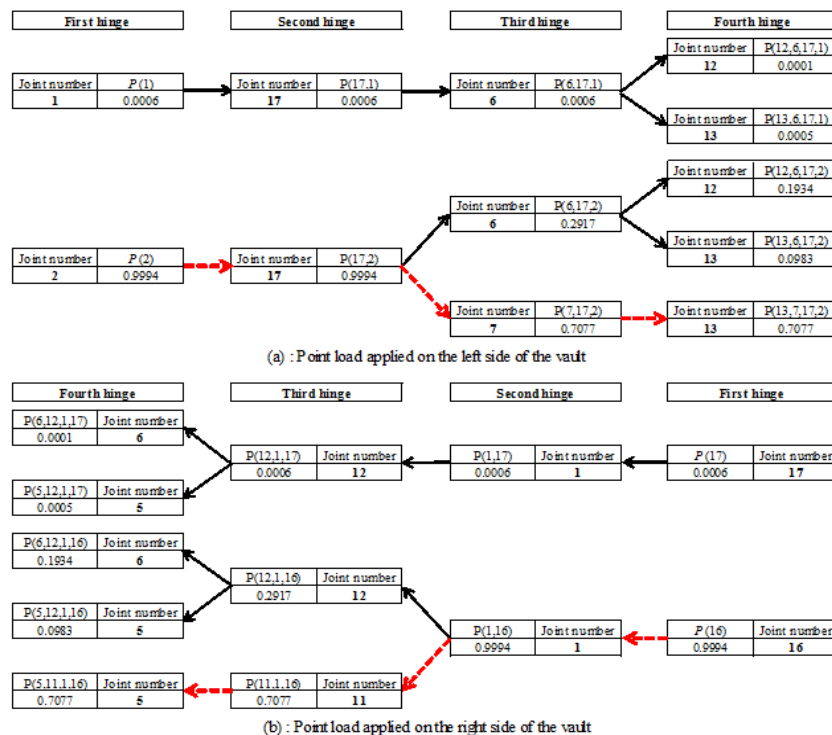 First hinge Second hinge Third hinge Fourth hinge
Joint number P(12,6,17,1)
12 0.0001
Joint number P(1) Joint number P(17,1) Joint number P(6,17,1)
1 0.0006 17 0.0006 6 0.0006
Joint number P(13,6,17,1)
13 0.0005
Joint number P(12,6,17,2)
12 0.1934
Joint number P(6,17,2)
6 0.2917
Joint number P(2) Joint number P(17,2) Joint number P(13,6,17,2)
2 0.9994 17 0.9994 13 0.0983
Joint number P(7,17,2) Joint number P(13,7,17,2)
7 0.7077 13 0.7077
(a) : Point load applied on the left side of the vault
Fourth hinge Third hinge Second hinge First hinge
P(6,12,1,17) Joint number
0.0001 6
P(12,1,17) Joint number P(1,17) Joint number P(17) Joint number
0.0006 12 0.0006 1 0.0006 17
P(5,12,1,17) Joint number
0.0005 5
P(6,12,1,16) Joint number
0.1934 6
P(12,1,16) Joint number
0.2917 12
P(5,12,1,16) Joint number
0.0983 5
P(1,16) Joint number P(16) Joint number
0.9994 1 0.9994 16
P(5,11,1,16) Joint number P(11,1,16) Joint number
0.7077 5 0.7077 11
(b) : Point load applied on the right side of the vault